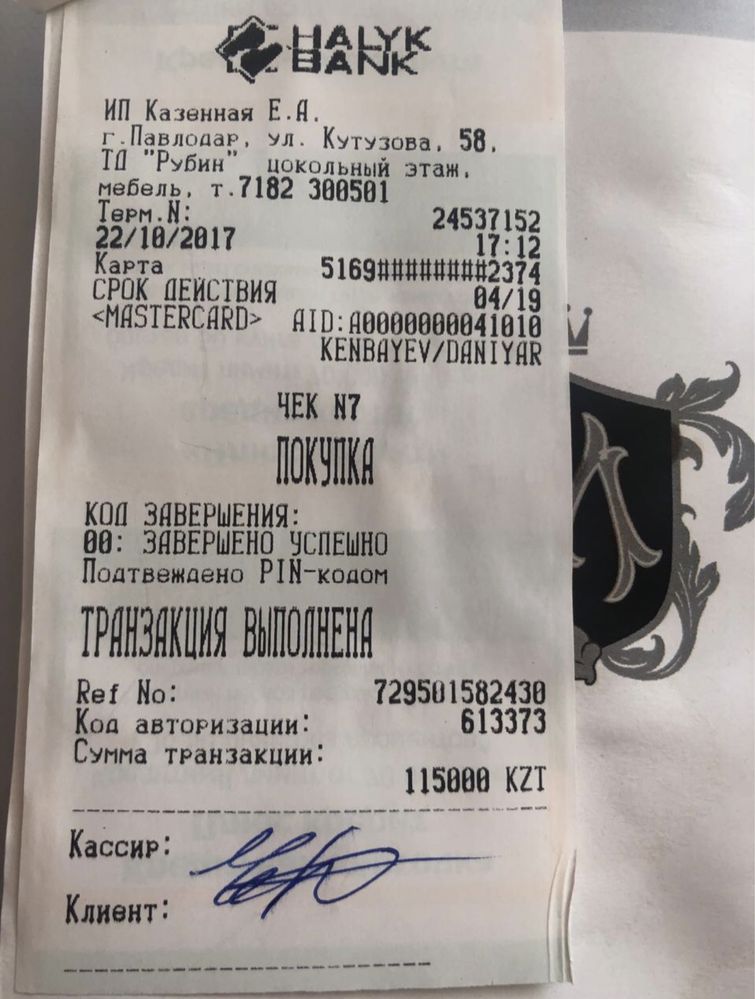 HALYK
BANK
ИП Казенная Е.А.
г.Павлодар, ул. Кутузова, 58,
ТД "Рубин" цокольный этаж,
мебель, т.7182 300501
Терм.N: 24537152
22/10/2017 17:12
Карта 5169########2374
СРОК ДЕЙСТВИЯ 04/19
<MASTERCARD> AID:A0000000041010
KENBAYEV/DANIYAR
ЧЕК N7
ПОКУПКА
КОД ЗАВЕРШЕНИЯ:
00: ЗАВЕРШЕНО УСПЕШНО
Подтвеждено PIN-кодом
ТРАНЗАКЦИЯ ВЫПОЛНЕНА
Ref No: 729501582430
Код авторизации: 613373
Сумма транзакции:
115000 KZT
Кассир:
Клиент: